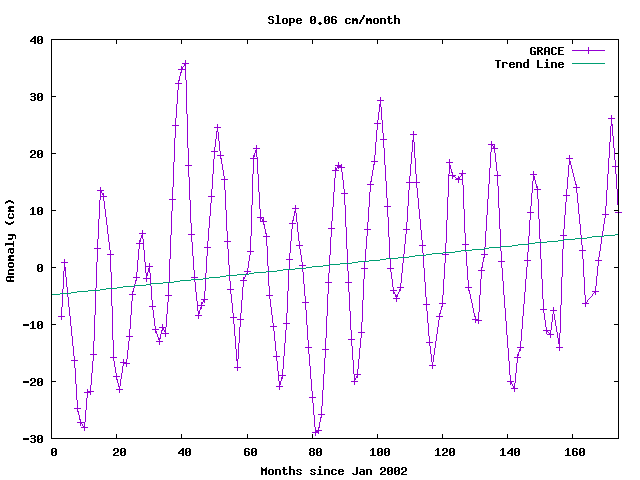 Slope 0.06 cm/month
GRACE
Trend Line
40
30
20
10
0
-10
-20
-30
Anomaly (cm)
0 20 40 60 80 100 120 140 160
Months since Jan 2002